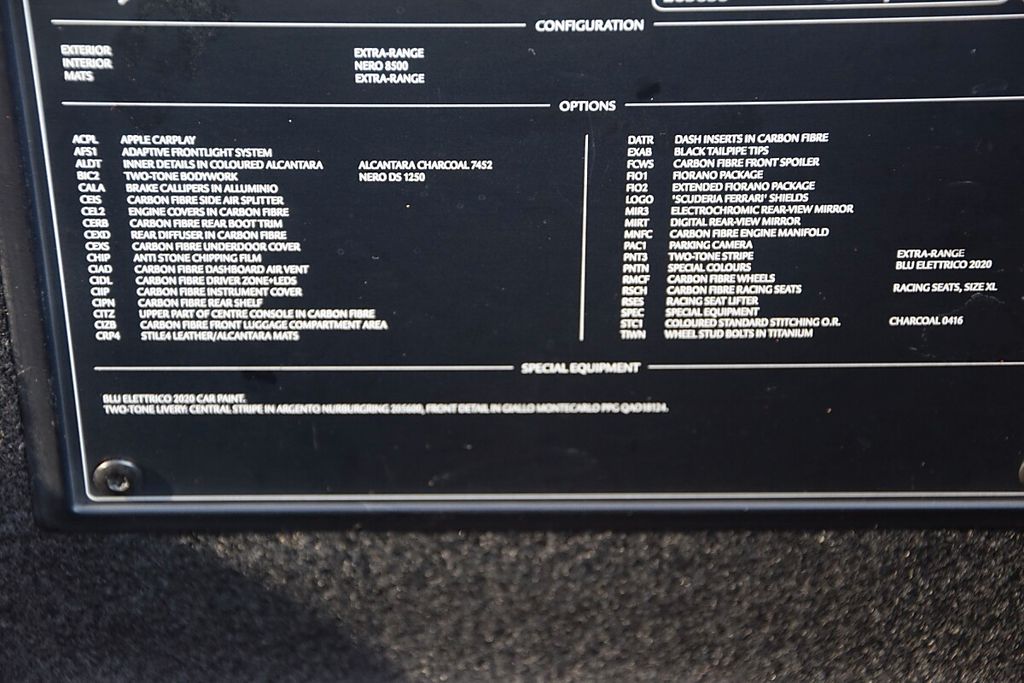 CONFIGURATION
EXTERIOR EXTRA-RANGE
INTERIOR NERO 8500
MATS EXTRA-RANGE
OPTIONS
ACPL APPLE CARPLAY
AFS1 ADAPTIVE FRONTLIGHT SYSTEM
ALDT INNER DETAILS IN COLOURED ALCANTARA ALCANTARA CHARCOAL 7452
BIC2 TWO-TONE BODYWORK NERO DS 1250
CALA BRAKE CALLIPERS IN ALLUMINIO
CEIS CARBON FIBRE SIDE AIR SPLITTER
CEL2 ENGINE COVERS IN CARBON FIBRE
CERB CARBON FIBRE REAR BOOT TRIM
CEXD REAR DIFFUSER IN CARBON FIBRE
CEXS CARBON FIBRE UNDERDOOR COVER
CHIP ANTI STONE CHIPPING FILM
CIAD CARBON FIBRE DASHBOARD AIR VENT
CIDL CARBON FIBRE DRIVER ZONE+LEDS
CIIP CARBON FIBRE INSTRUMENT COVER
CIPN CARBON FIBRE REAR SHELF
CITZ UPPER PART OF CENTRE CONSOLE IN CARBON FIBRE
CIZB CARBON FIBRE FRONT LUGGAGE COMPARTMENT AREA
CRP4 STILE4 LEATHER/ALCANTARA MATS
DATR DASH INSERTS IN CARBON FIBRE
EXAB BLACK TAILPIPE TIPS
FCWS CARBON FIBRE FRONT SPOILER
FIO1 FIORANO PACKAGE
FIO2 EXTENDED FIORANO PACKAGE
LOGO 'SCUDERIA FERRARI' SHIELDS
MIR3 ELECTROCHROMIC REAR-VIEW MIRROR
MIRT DIGITAL REAR-VIEW MIRROR
MNFC CARBON FIBRE ENGINE MANIFOLD
PAC1 PARKING CAMERA
PNT3 TWO-TONE STRIPE EXTRA-RANGE
PNTN SPECIAL COLOURS BLU ELETTRICO 2020
RMCF CARBON FIBRE WHEELS
RSCH CARBON FIBRE RACING SEATS RACING SEATS, SIZE XL
RSES RACING SEAT LIFTER
SPEC SPECIAL EQUIPMENT
STC1 COLOURED STANDARD STITCHING O.R. CHARCOAL 0416
TIWN WHEEL STUD BOLTS IN TITANIUM
SPECIAL EQUIPMENT
BLU ELETTRICO 2020 CAR PAINT.
TWO-TONE LIVERY: CENTRAL STRIPE IN ARGENTO NURBURGRING 205600, FRONT DETAIL IN GIALLO MONTECARLO PPG